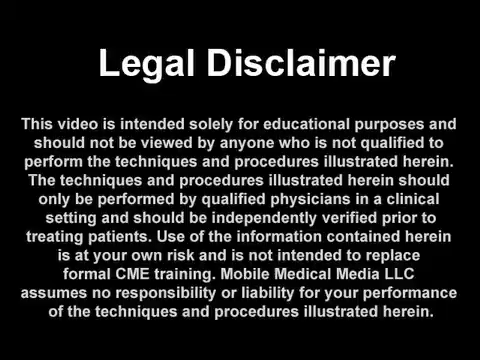 Legal Disclaimer
This video is intended solely for educational purposes and
should not be viewed by anyone who is not qualified to
perform the techniques and procedures illustrated herein.
The techniques and procedures illustrated herein should
only be performed by qualified physicians in a clinical
setting and should be independently verified prior to
treating patients. Use of the information contained herein
is at your own risk and is not intended to replace
formal CME training. Mobile Medical Media LLC
assumes no responsibility or liability for your performance
of the techniques and procedures illustrated herein.